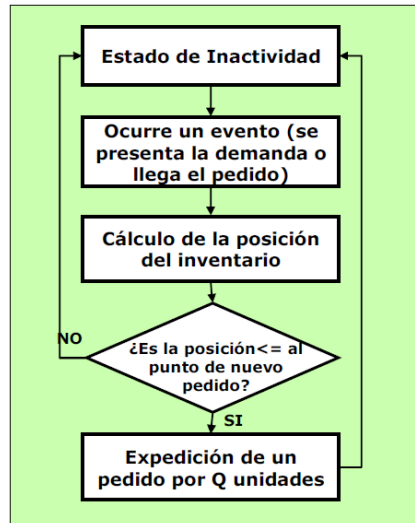 Estado de Inactividad
Ocurre un evento (se
presenta la demanda o
llega el pedido)
Cálculo de la posición
del inventario
¿Es la posición<= al
punto de nuevo
pedido?
NO
SI
Expedición de un
pedido por Q unidades